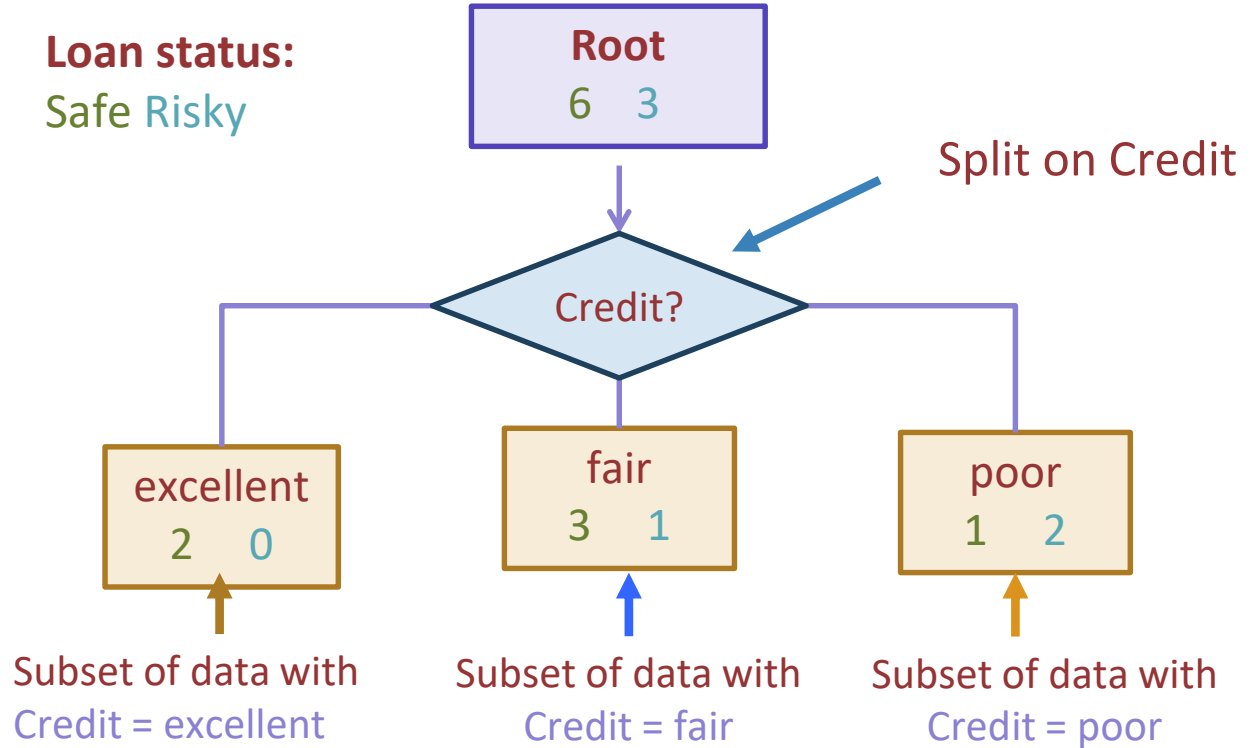 Loan status:
Safe Risky
Root
6 3
Split on Credit
Credit?
excellent
2 0
fair
3 1
poor
1 2
Subset of data with
Credit = excellent
Subset of data with
Credit = fair
Subset of data with
Credit = poor